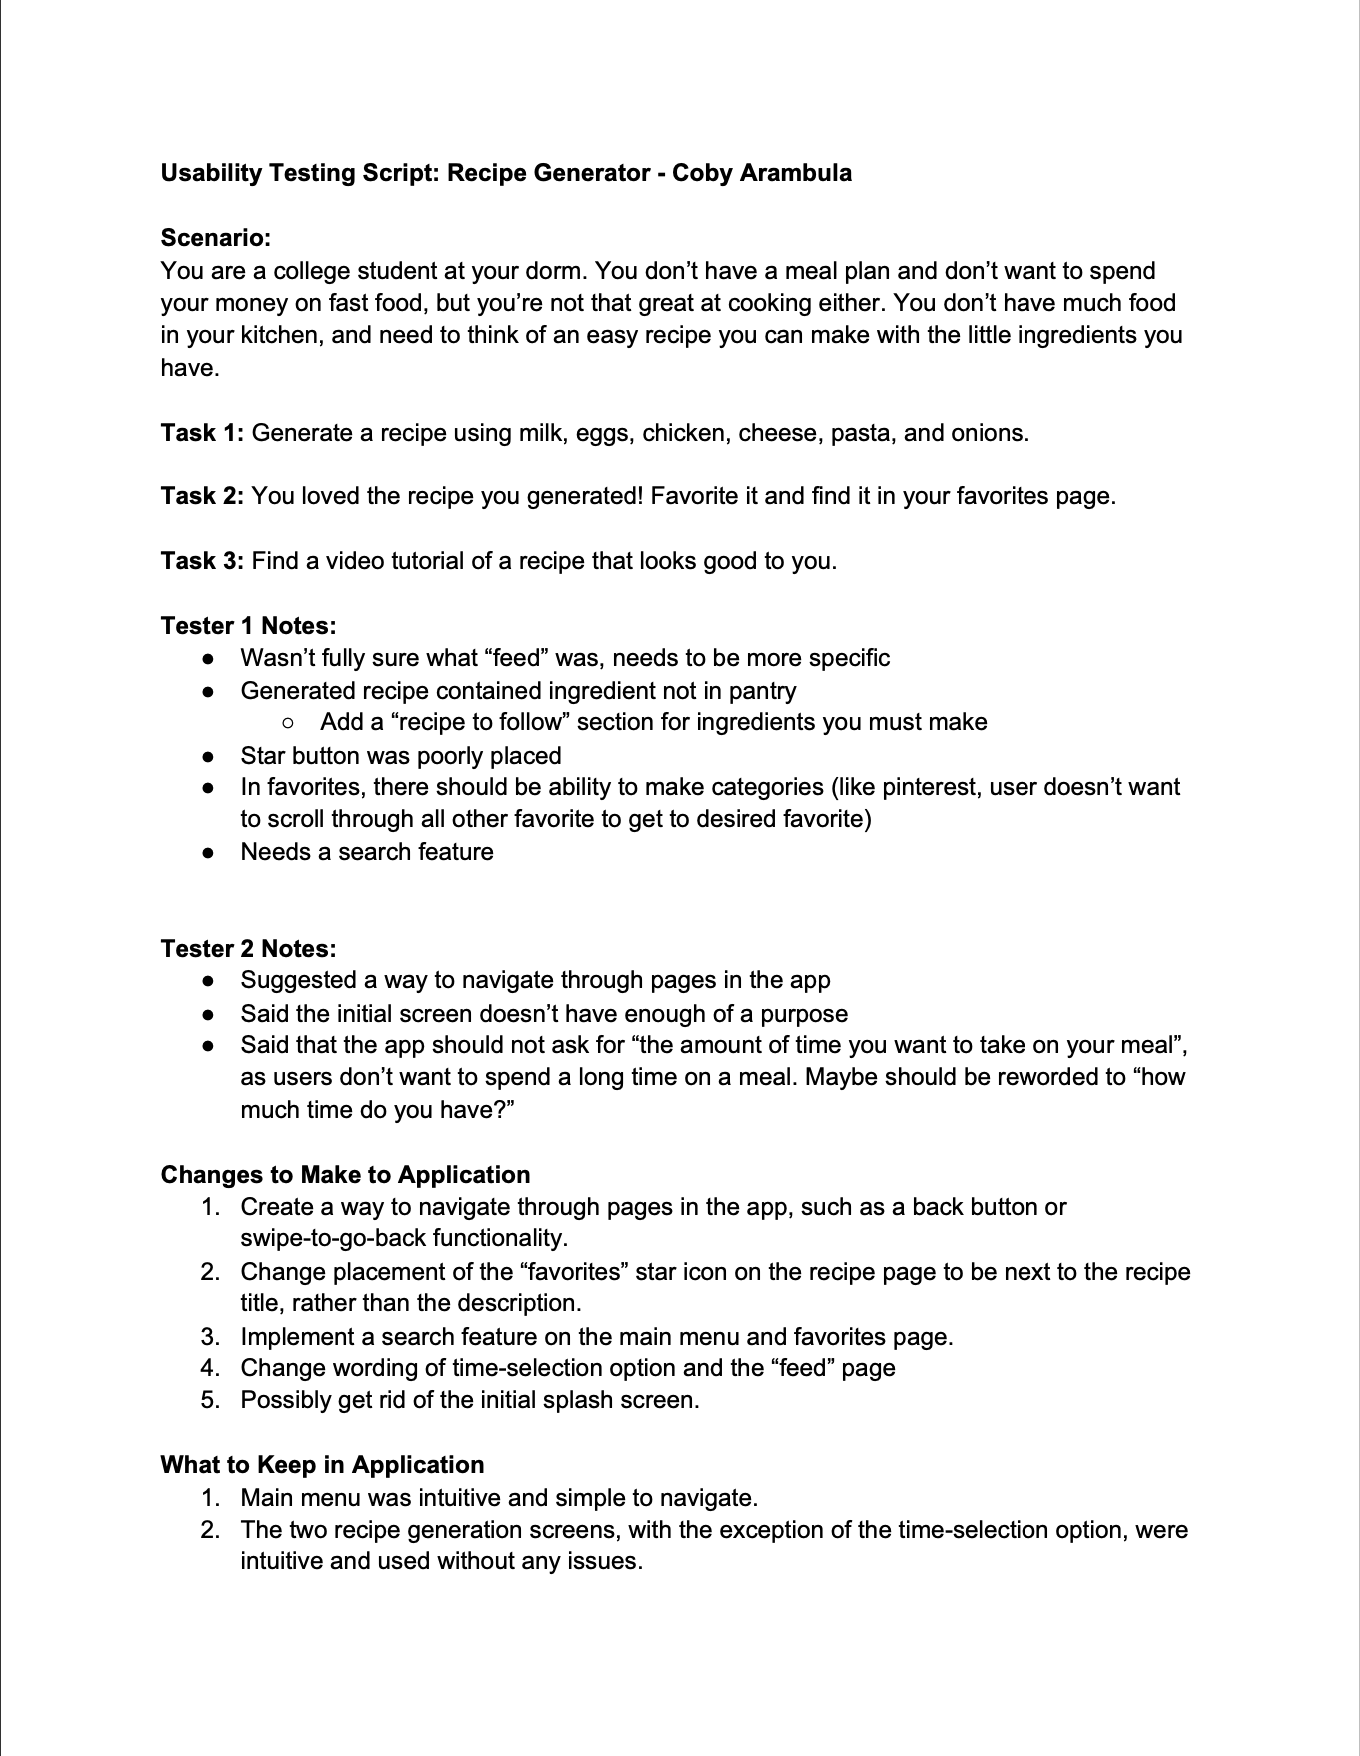 Usability Testing Script: Recipe Generator - Coby Arambula
Scenario:
You are a college student at your dorm. You don’t have a meal plan and don’t want to spend
your money on fast food, but you’re not that great at cooking either. You don’t have much food
in your kitchen, and need to think of an easy recipe you can make with the little ingredients you
have.
Task 1: Generate a recipe using milk, eggs, chicken, cheese, pasta, and onions.
Task 2: You loved the recipe you generated! Favorite it and find it in your favorites page.
Task 3: Find a video tutorial of a recipe that looks good to you.
Tester 1 Notes:
● Wasn’t fully sure what “feed” was, needs to be more specific
● Generated recipe contained ingredient not in pantry
○ Add a “recipe to follow” section for ingredients you must make
● Star button was poorly placed
● In favorites, there should be ability to make categories (like pinterest, user doesn’t want
to scroll through all other favorite to get to desired favorite)
● Needs a search feature
Tester 2 Notes:
● Suggested a way to navigate through pages in the app
● Said the initial screen doesn’t have enough of a purpose
● Said that the app should not ask for “the amount of time you want to take on your meal”,
as users don’t want to spend a long time on a meal. Maybe should be reworded to “how
much time do you have?”
Changes to Make to Application
1. Create a way to navigate through pages in the app, such as a back button or
swipe-to-go-back functionality.
2. Change placement of the “favorites” star icon on the recipe page to be next to the recipe
title, rather than the description.
3. Implement a search feature on the main menu and favorites page.
4. Change wording of time-selection option and the “feed” page
5. Possibly get rid of the initial splash screen.
What to Keep in Application
1. Main menu was intuitive and simple to navigate.
2. The two recipe generation screens, with the exception of the time-selection option, were
intuitive and used without any issues.